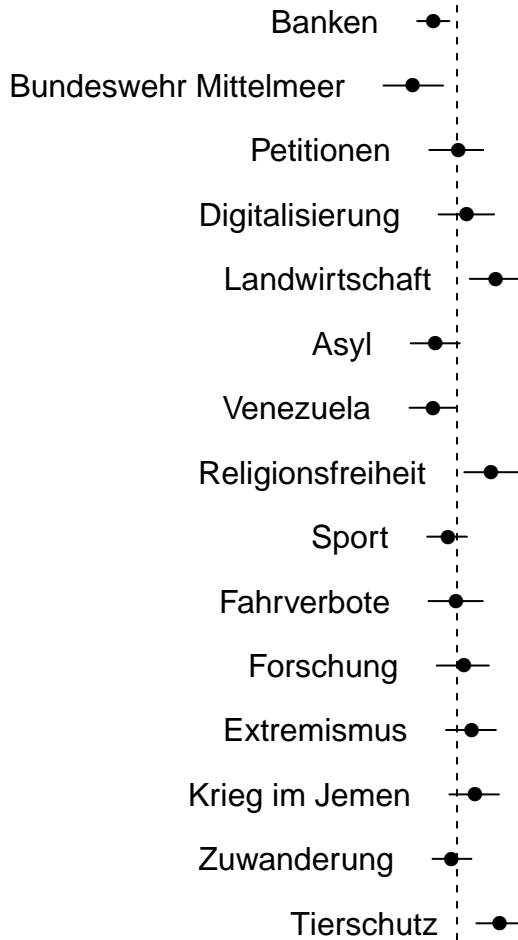 Banken
Bundeswehr Mittelmeer
Petitionen
Digitalisierung
Landwirtschaft
Asyl
Venezuela
Religionsfreiheit
Sport
Fahrverbote
Forschung
Extremismus
Krieg im Jemen
Zuwanderung
Tierschutz